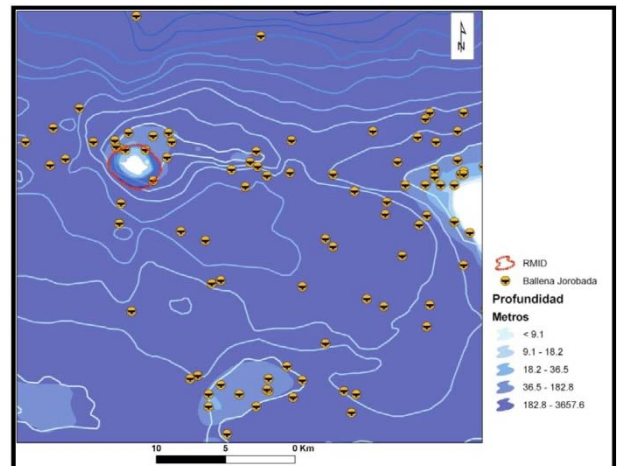 N
RMID
Ballena Jorobada
Profundidad
Metros
< 9.1
9.1 - 18.2
18.2 - 36.5
36.5 - 182.8
182.8 - 3657.6
10 5 0 Km